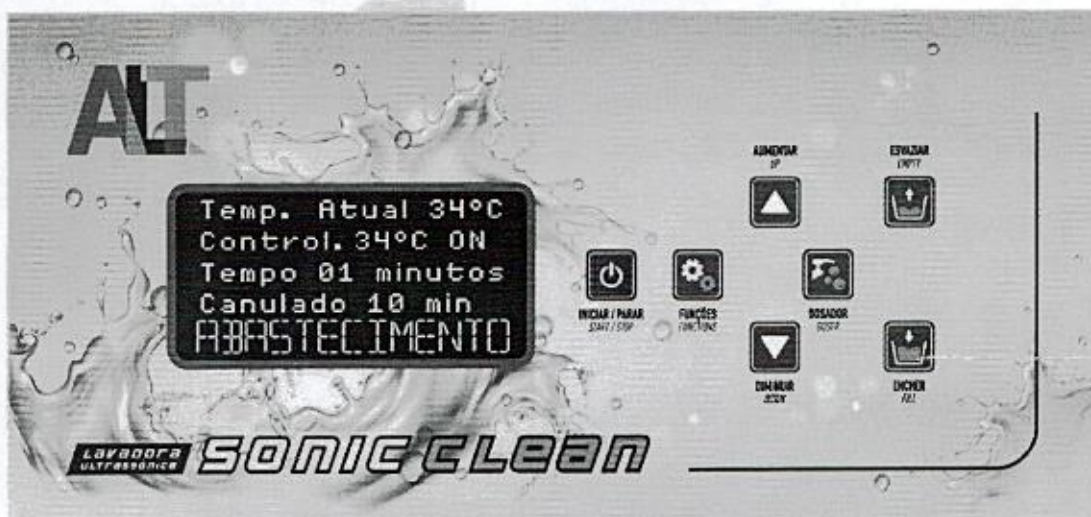 ALT
Temp. Atual 34°C
Control. 34°C ON
Tempo 01 minutos
Canulado 10 min
ABASTECIMENTO
AUMENTAR
UP
ESVAZIAR
EMPTY
INICIAR / PARAR
START / STOP
FUNÇÕES
FUNCTIONS
DOSADOR
DIMINUIR
DOWN
ENCHER
FILL
Lavadora
ULTrassônica
SONIC CLEAN